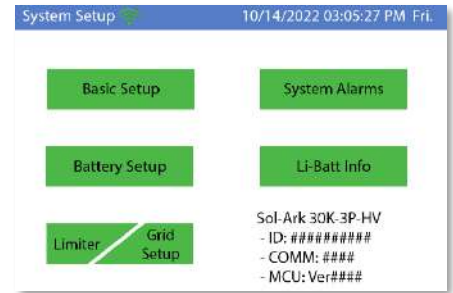 System Setup 10/14/2022 03:05:27 PM Fri.
Basic Setup System Alarms
Battery Setup Li-Batt Info
Limiter Grid Setup
Sol-Ark 30K-3P-HV
- ID: ##########
- COMM: ####
- MCU: Ver####